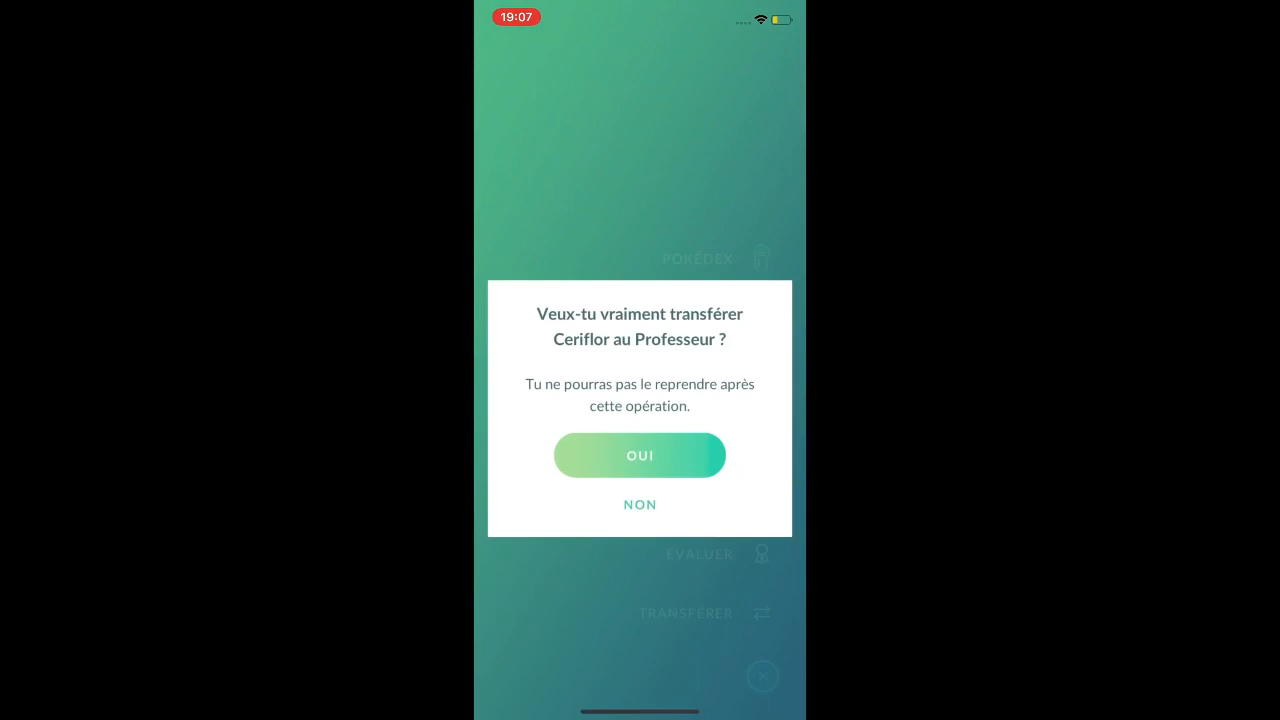 19:07
POKÉDEX
Veux-tu vraiment transférer
Ceriflor au Professeur ?
Tu ne pourras pas le reprendre après
cette opération.
OUI
NON
ÉVALUER
TRANSFÉRER